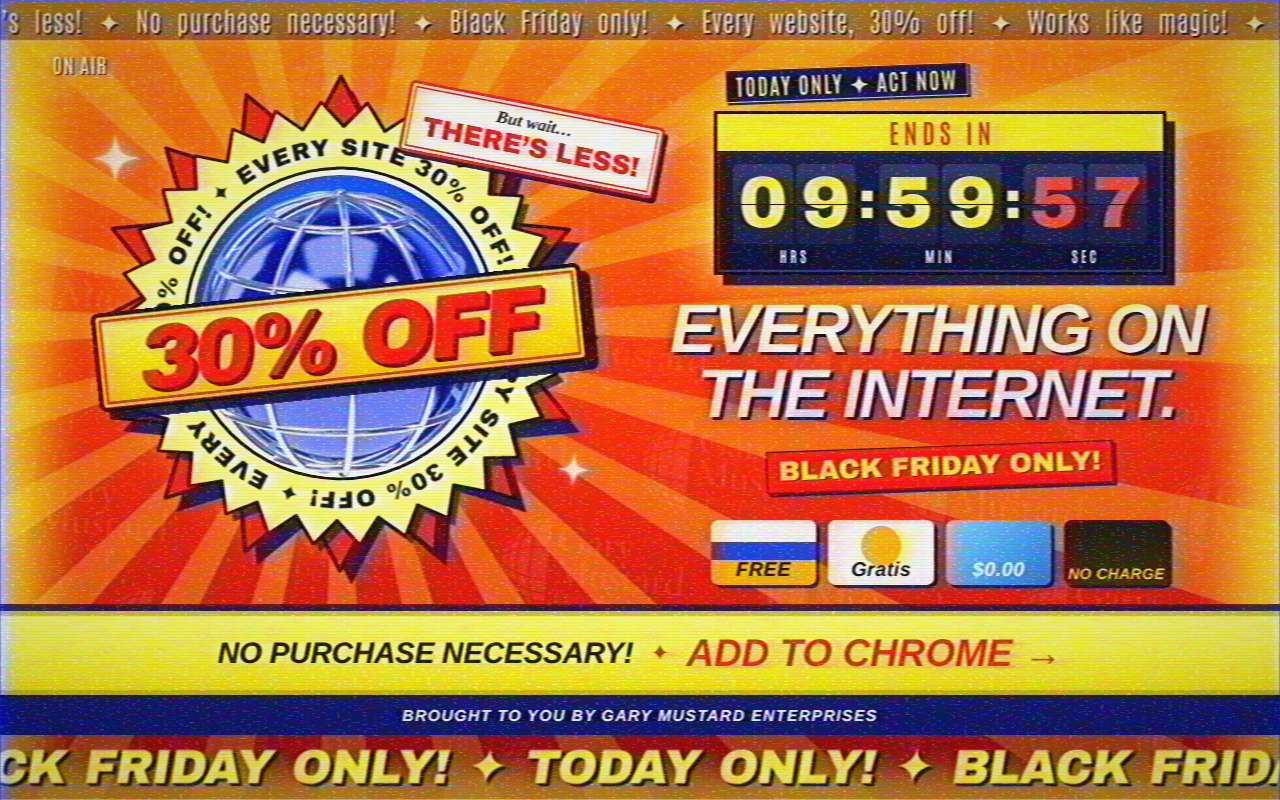 's less! ✦ No purchase necessary! ✦ Black Friday only! ✦ Every website, 30% off! ✦ Works like magic! ✦
ON AIR
But wait...
THERE'S LESS!
✦ EVERY SITE 30% OFF!
✦ EVERY SITE 30% OFF!
30% OFF
TODAY ONLY ✦ ACT NOW
ENDS IN
09:59:57
HRS MIN SEC
EVERYTHING ON
THE INTERNET.
BLACK FRIDAY ONLY!
FREE Gratis $0.00 NO CHARGE
NO PURCHASE NECESSARY! ✦ ADD TO CHROME →
BROUGHT TO YOU BY GARY MUSTARD ENTERPRISES
CK FRIDAY ONLY! ✦ TODAY ONLY! ✦ BLACK FRIDA